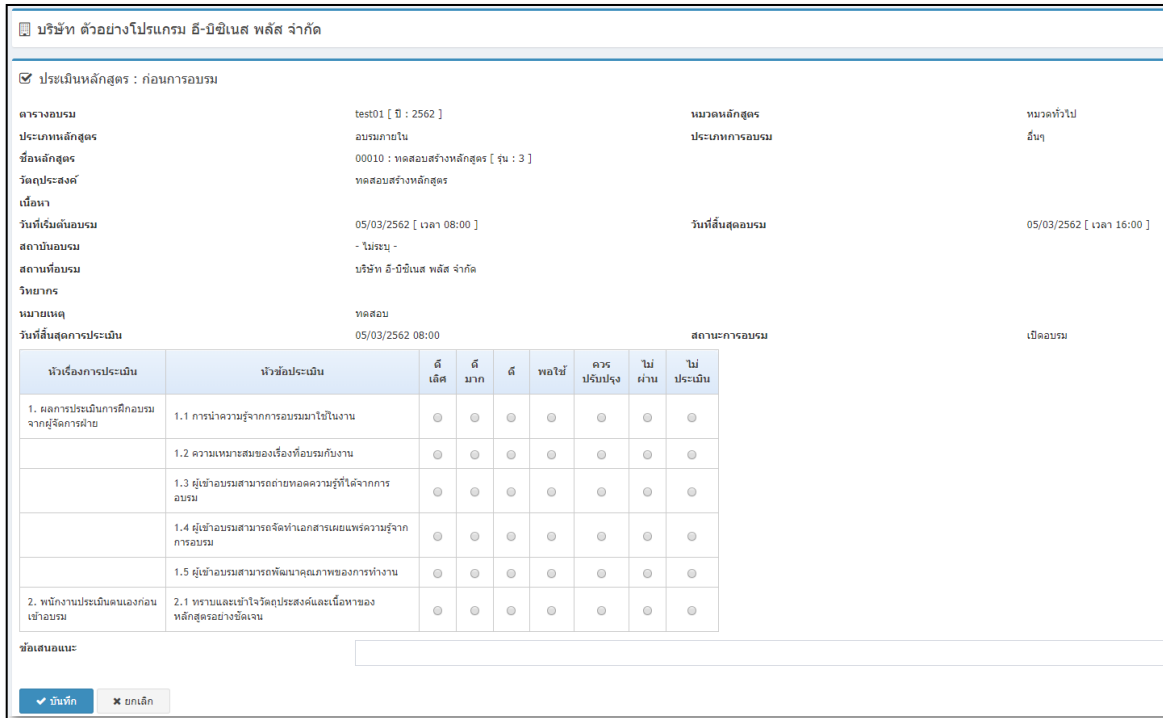 บริษัท ตัวอย่างโปรแกรม อี-บิซิเนส พลัส จำกัด
ประเมินหลักสูตร : ก่อนการอบรม
ตารางอบรม test01 [ ปี : 2562 ] หมวดหลักสูตร หมวดทั่วไป
ประเภทหลักสูตร อบรมภายใน ประเภทการอบรม อื่นๆ
ชื่อหลักสูตร 00010 : ทดสอบสร้างหลักสูตร [ รุ่น : 3 ]
วัตถุประสงค์ ทดสอบสร้างหลักสูตร
เนื้อหา
วันที่เริ่มต้นอบรม 05/03/2562 [ เวลา 08:00 ] วันที่สิ้นสุดอบรม 05/03/2562 [ เวลา 16:00 ]
สถาบันอบรม - ไม่ระบุ -
สถานที่อบรม บริษัท อี-บิซิเนส พลัส จำกัด
วิทยากร
หมายเหตุ ทดสอบ
วันที่สิ้นสุดการประเมิน 05/03/2562 08:00 สถานะการอบรม เปิดอบรม
หัวเรื่องการประเมิน หัวข้อประเมิน ดีเลิศ ดีมาก ดี พอใช้ ควรปรับปรุง ไม่ผ่าน ไม่ประเมิน
1. ผลการประเมินการฝึกอบรม
จากผู้จัดการฝ่าย
1.1 การนำความรู้จากการอบรมมาใช้ในงาน
1.2 ความเหมาะสมของเรื่องที่อบรมกับงาน
1.3 ผู้เข้าอบรมสามารถถ่ายทอดความรู้ที่ได้จากการ
อบรม
1.4 ผู้เข้าอบรมสามารถจัดทำเอกสารเผยแพร่ความรู้จาก
การอบรม
1.5 ผู้เข้าอบรมสามารถพัฒนาคุณภาพของการทำงาน
2. พนักงานประเมินตนเองก่อน
เข้าอบรม
2.1 ทราบและเข้าใจวัตถุประสงค์และเนื้อหาของ
หลักสูตรอย่างชัดเจน
ข้อเสนอแนะ
บันทึก ยกเลิก